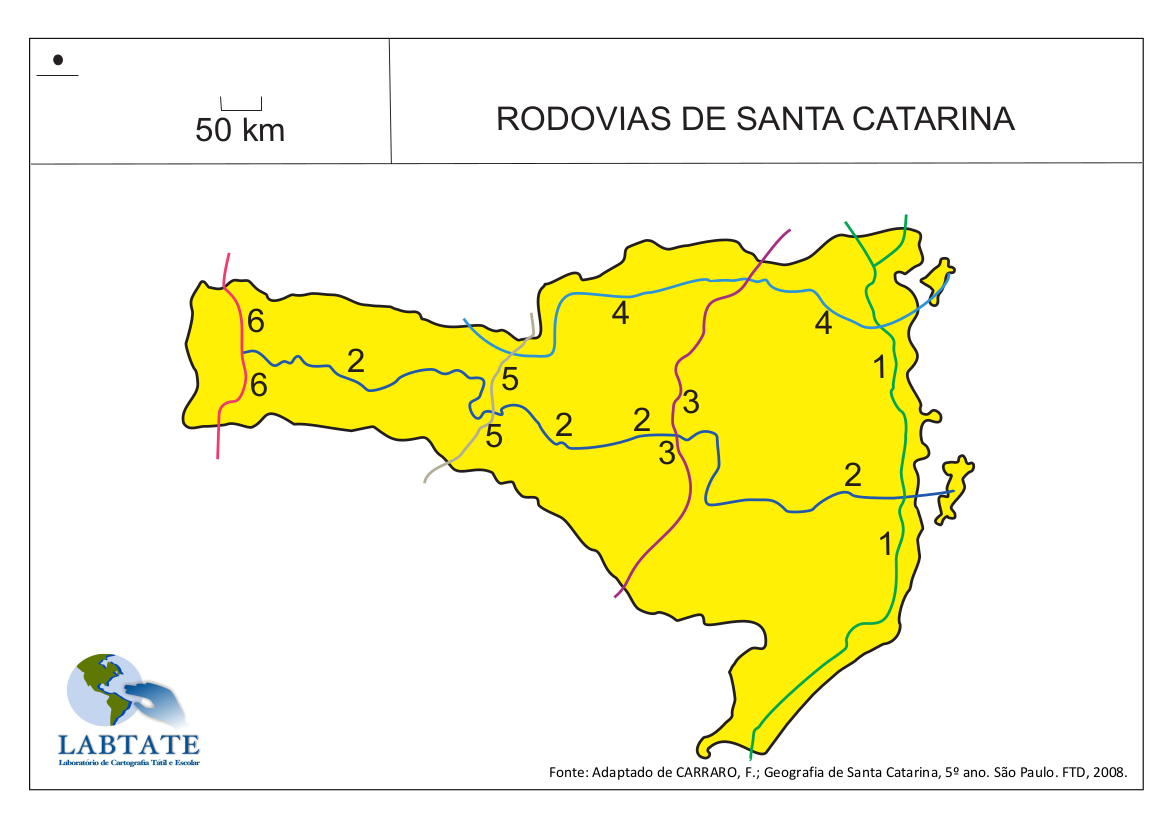 50 km
RODOVIAS DE SANTA CATARINA
6
4
4
2
6
5
1
3
2
2
5
3
2
1
LABTATE
Laboratório de Cartografia Tátil e Escolar
Fonte: Adaptado de CARRARO, F.; Geografia de Santa Catarina, 5º ano. São Paulo. FTD, 2008.